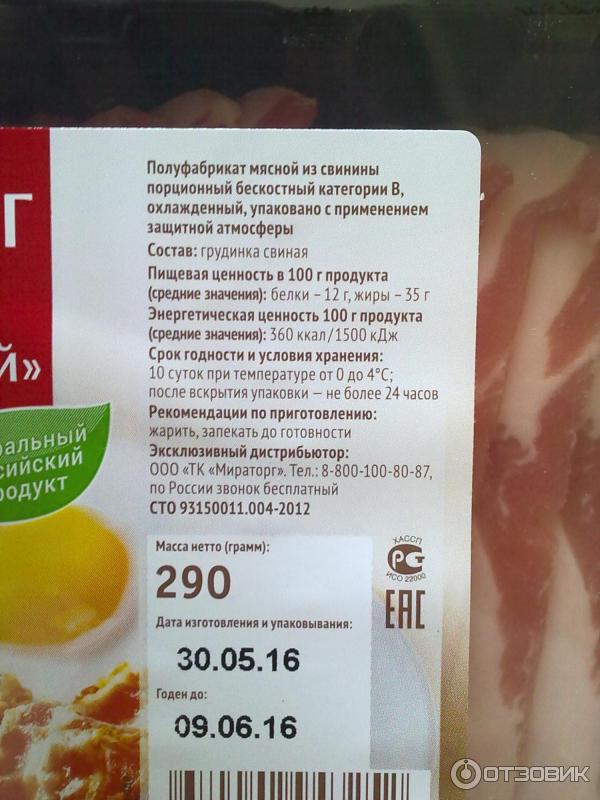 Г
Й»
Полуфабрикат мясной из свинины
порционный бескостный категории В,
охлажденный, упаковано с применением
защитной атмосферы
Состав: грудинка свиная
Пищевая ценность в 100 г продукта
(средние значения): белки – 12 г, жиры – 35 г
Энергетическая ценность 100 г продукта
(средние значения): 360 ккал/1500 кДж
Срок годности и условия хранения:
10 суток при температуре от 0 до 4°С;
после вскрытия упаковки — не более 24 часов
Рекомендации по приготовлению:
жарить, запекать до готовности
Эксклюзивный дистрибьютор:
ООО «ТК «Мираторг». Тел.: 8-800-100-80-87,
по России звонок бесплатный
СТО 93150011.004-2012
ральный
сийский
родукт
Масса нетто (грамм):
290
Дата изготовления и упаковывания:
30.05.16
Годен до:
09.06.16
ХАССП
РСТ
ИСО 22000
ЕАС
ОТЗОВИК